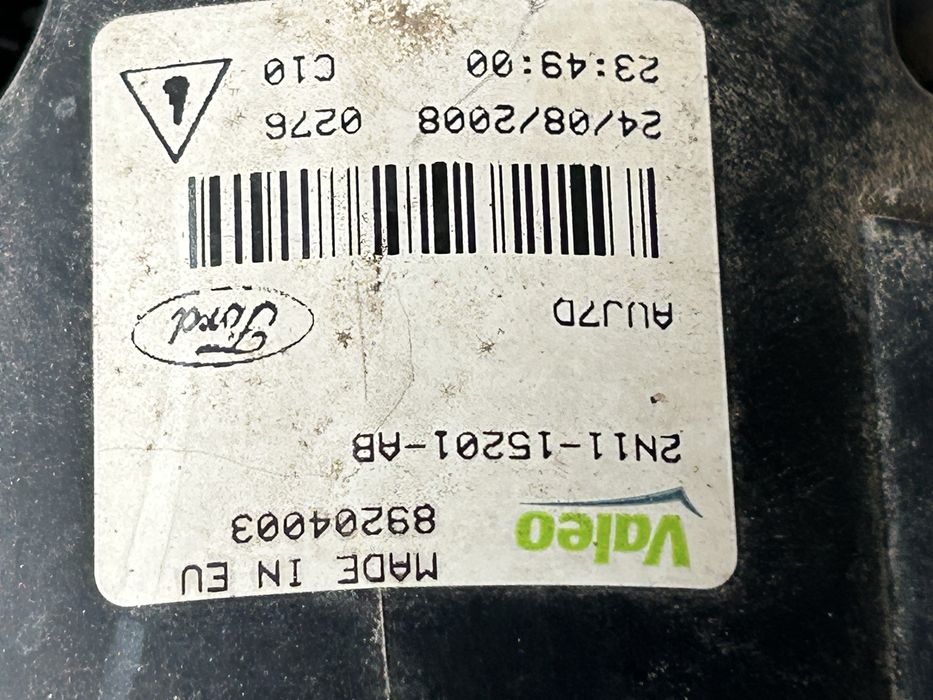 MADE IN EU
Valeo 89204003
2N11-15201-AB
AUJ7D
Ford
24/08/2008 0276
23:49:00 C10